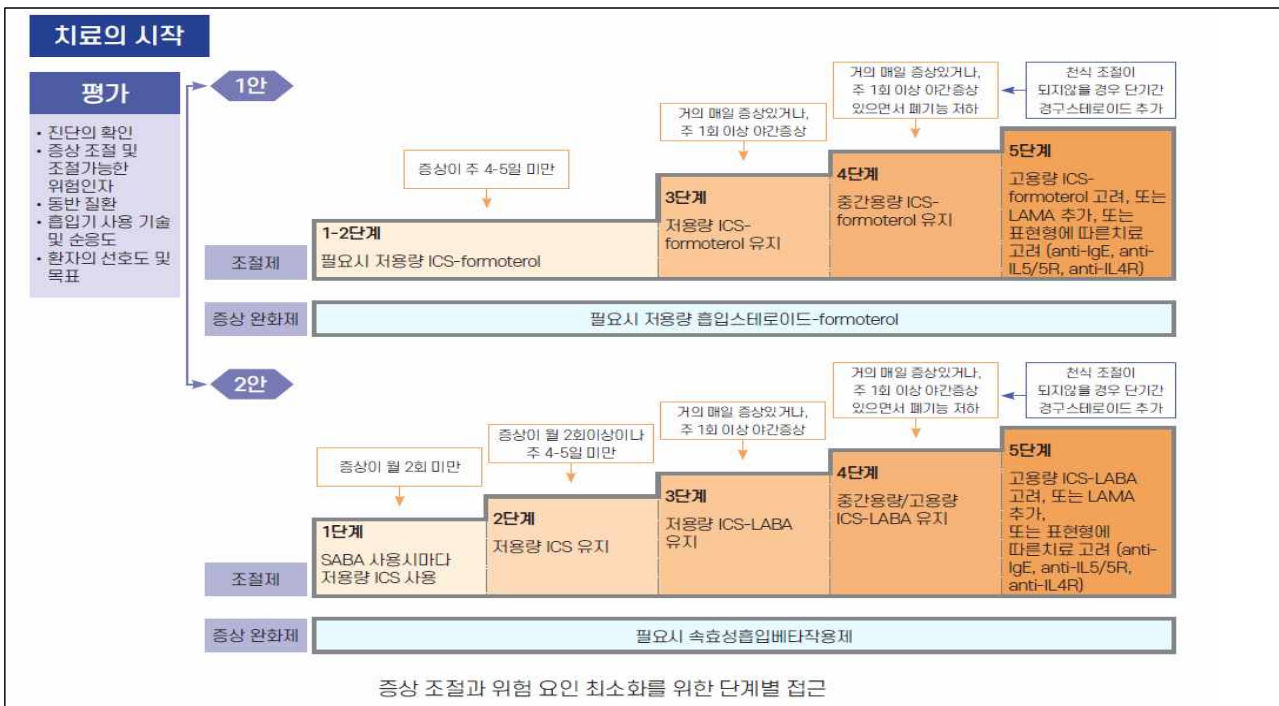 치료의 시작
평가
• 진단의 확인
• 증상 조절 및
조절가능한
위험인자
• 동반 질환
• 흡입기 사용 기술
및 순응도
• 환자의 선호도 및
목표
1안
증상이 주 4-5일 미만
거의 매일 증상있거나,
주 1회 이상 야간증상
거의 매일 증상있거나,
주 1회 이상 야간증상
있으면서 폐기능 저하
천식 조절이
되지않을 경우 단기간
경구스테로이드 추가
조절제
1-2단계
필요시 저용량 ICS-formoterol
3단계
저용량 ICS-
formoterol 유지
4단계
중간용량 ICS-
formoterol 유지
5단계
고용량 ICS-
formoterol 고려, 또는
LAMA 추가, 또는
표현형에 따른치료
고려 (anti-IgE, anti-
IL5/5R, anti-IL4R)
증상 완화제
필요시 저용량 흡입스테로이드-formoterol
2안
증상이 월 2회 미만
증상이 월 2회이상이나
주 4-5일 미만
거의 매일 증상있거나,
주 1회 이상 야간증상
거의 매일 증상있거나,
주 1회 이상 야간증상
있으면서 폐기능 저하
천식 조절이
되지않을 경우 단기간
경구스테로이드 추가
조절제
1단계
SABA 사용시마다
저용량 ICS 사용
2단계
저용량 ICS 유지
3단계
저용량 ICS-LABA
유지
4단계
중간용량/고용량
ICS-LABA 유지
5단계
고용량 ICS-LABA
고려, 또는 LAMA
추가,
또는 표현형에
따른치료 고려 (anti-
IgE, anti-IL5/5R,
anti-IL4R)
증상 완화제
필요시 속효성흡입베타작용제
증상 조절과 위험 요인 최소화를 위한 단계별 접근